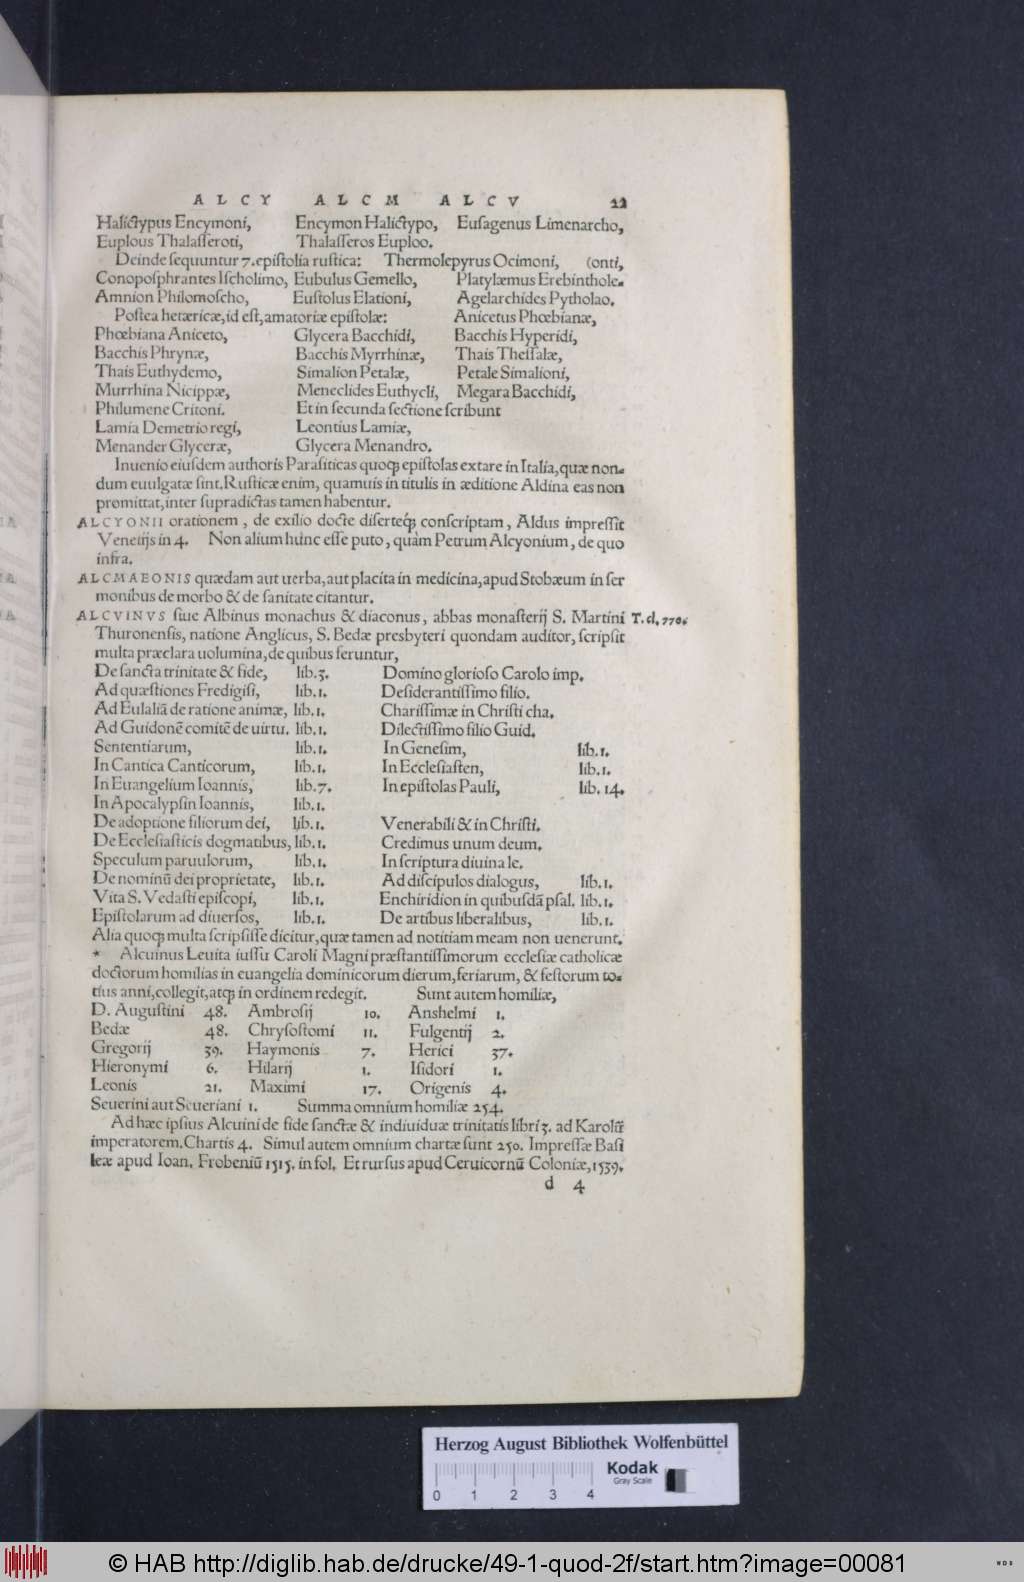 ALCY ALCM ALCV 22
Halictypus Encymoni, Encymon Halictypo, Eusagenus Limenarcho,
Euplous Thalasseroti, Thalasseros Euploo.
Deinde sequuntur 7. epistolia rustica: Thermolepyrus Ocimoni, (onti,
Conoposphrantes Ischolimo, Eubulus Gemello, Platylæmus Erebinthole-
Amnion Philomoscho, Eustolus Elationi, Agelarchides Pytholao.
Postea hetæricæ, id est, amatoriæ epistolæ: Anicetus Phœbianæ,
Phœbiana Aniceto, Glycera Bacchidi, Bacchis Hyperidi,
Bacchis Phrynæ, Bacchis Myrrhinæ, Thais Thessalæ,
Thais Euthydemo, Simalion Petalæ, Petale Simalioni,
Murrhina Nicippæ, Meneclides Euthycli, Megara Bacchidi,
Philumene Critoni. Et in secunda sectione scribunt
Lamia Demetrio regi, Leontius Lamiæ,
Menander Glyceræ, Glycera Menandro.
Inuenio eiusdem authoris Parasiticas quoqꝫ epistolas extare in Italia, quæ non-
dum euulgatæ sint. Rusticæ enim, quamuis in titulis in æditione Aldina eas non
promittat, inter supradictas tamen habentur.
ALCYONII orationem, de exilio docte diserteqꝫ conscriptam, Aldus impressit
Venetijs in 4. Non alium hunc esse puto, quàm Petrum Alcyonium, de quo
infra.
ALCMAEONIS quædam aut uerba, aut placita in medicina, apud Stobæum in ser
monibus de morbo & de sanitate citantur.
ALCVINVS siue Albinus monachus & diaconus, abbas monasterij S. Martini T. cl. 770.
Thuronensis, natione Anglicus, S. Bedæ presbyteri quondam auditor, scripsit
multa præclara uolumina, de quibus feruntur,
De sancta trinitate & fide, lib. 3. Domino glorioso Carolo imp.
Ad quæstiones Fredigisi, lib. 1. Desiderantissimo filio.
Ad Eulaliā de ratione animæ, lib. 1. Charissimæ in Christi cha.
Ad Guidonē comitē de uirtu. lib. 1. Dilectissimo filio Guid.
Sententiarum, lib. 1. In Genesim, lib. 1.
In Cantica Canticorum, lib. 1. In Ecclesiasten, lib. 1.
In Euangelium Ioannis, lib. 7. In epistolas Pauli, lib. 14.
In Apocalypsin Ioannis, lib. 1.
De adoptione filiorum dei, lib. 1. Venerabili & in Christi.
De Ecclesiasticis dogmatibus, lib. 1. Credimus unum deum.
Speculum paruulorum, lib. 1. In scriptura diuina le.
De nominū dei proprietate, lib. 1. Ad discipulos dialogus, lib. 1.
Vita S. Vedasti episcopi, lib. 1. Enchiridion in quibusdā psal. lib. 1.
Epistolarum ad diuersos, lib. 1. De artibus liberalibus, lib. 1.
Alia quoqꝫ multa scripsisse dicitur, quæ tamen ad notitiam meam non uenerunt.
* Alcuinus Leuita iussu Caroli Magni præstantissimorum ecclesiæ catholicæ
doctorum homilias in euangelia dominicorum dierum, feriarum, & festorum to-
tius anni, collegit, atqꝫ in ordinem redegit. Sunt autem homiliæ,
D. Augustini 48. Ambrosij 10. Anshelmi 1.
Bedæ 48. Chrysostomi 11. Fulgentij 2.
Gregorij 39. Haymonis 7. Herici 37.
Hieronymi 6. Hilarij 1. Isidori 1.
Leonis 21. Maximi 17. Origenis 4.
Seuerini aut Seueriani 1. Summa omnium homiliæ 254.
Ad hæc ipsius Alcuini de fide sanctæ & indiuiduæ trinitatis libri 3. ad Karolū
imperatorem. Chartis 4. Simul autem omnium chartæ sunt 250. Impressæ Basi
leæ apud Ioan. Frobeniū 1515. in fol. Et rursus apud Ceruicornū Coloniæ, 1539.
d 4
Herzog August Bibliothek Wolfenbüttel
Kodak
Gray Scale
0 1 2 3 4
© HAB http://diglib.hab.de/drucke/49-1-quod-2f/start.htm?image=00081